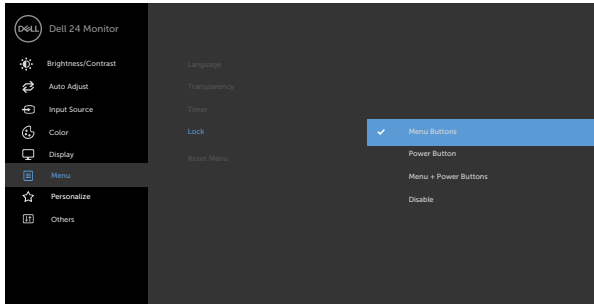 DELL Dell 24 Monitor
Brightness/Contrast
Auto Adjust
Input Source
Color
Display
Menu
Personalize
Others
Language
Transparency
Timer
Lock
Reset Menu
Menu Buttons
Power Button
Menu + Power Buttons
Disable